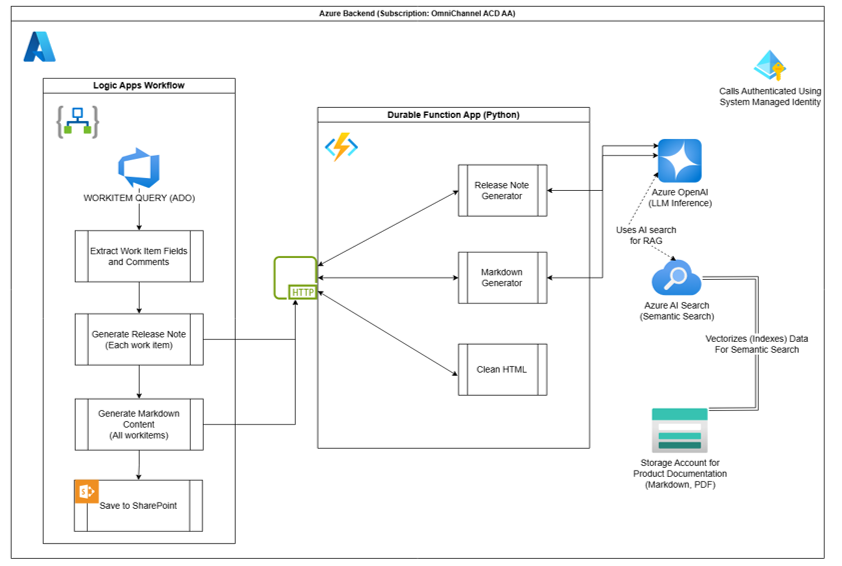 Azure Backend (Subscription: OmniChannel ACD AA)
Logic Apps Workflow
WORKITEM QUERY (ADO)
Extract Work Item Fields
and Comments
Generate Release Note
(Each work item)
Generate Markdown
Content
(All workitems)
S
Save to SharePoint
HTTP
Durable Function App (Python)
Release Note
Generator
Markdown
Generator
Clean HTML
Calls Authenticated Using
System Managed Identity
Azure OpenAI
(LLM Inference)
Uses AI search
for RAG
Azure AI Search
(Semantic Search)
Vectorizes (Indexes) Data
For Semantic Search
Storage Account for
Product Documentation
(Markdown, PDF)